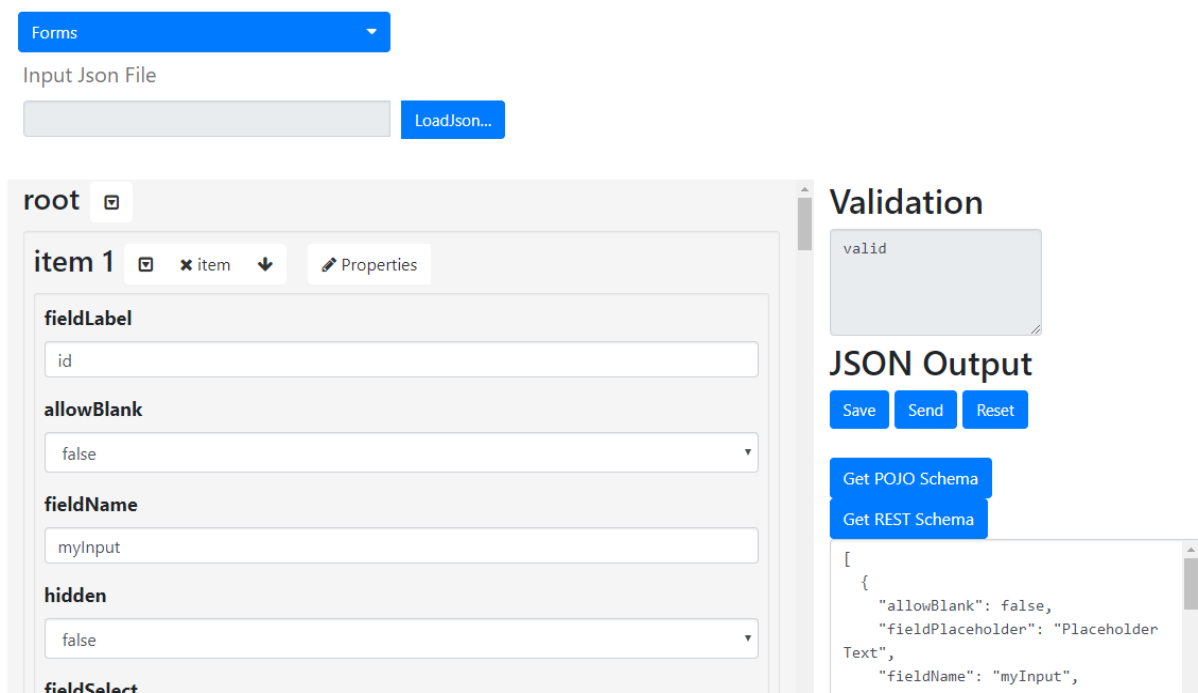 Forms
Input Json File
LoadJson...
root
item 1
item
Properties
fieldLabel
id
allowBlank
false
fieldName
myInput
hidden
false
fieldSelect
Validation
valid
JSON Output
Save Send Reset
Get POJO Schema
Get REST Schema
[
{
"allowBlank": false,
"fieldPlaceholder": "Placeholder
Text",
"fieldName": "myInput",